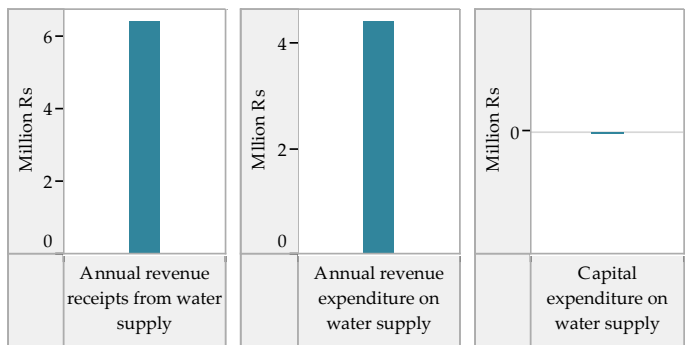 Million Rs
6
4
2
0
Annual revenue
receipts from water
supply
Mllion Rs
4
2
0
Annual revenue
expenditure on
water supply
Million Rs
0
Capital
expenditure on
water supply